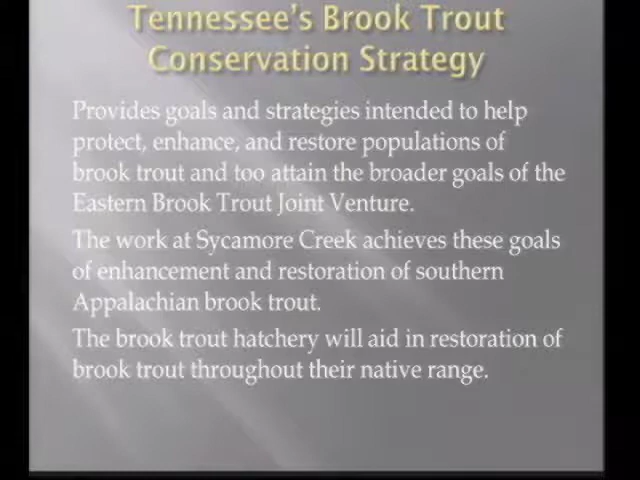 Tennessee's Brook Trout
Conservation Strategy
Provides goals and strategies intended to help
protect, enhance, and restore populations of
brook trout and too attain the broader goals of the
Eastern Brook Trout Joint Venture.
The work at Sycamore Creek achieves these goals
of enhancement and restoration of southern
Appalachian brook trout.
The brook trout hatchery will aid in restoration of
brook trout throughout their native range.